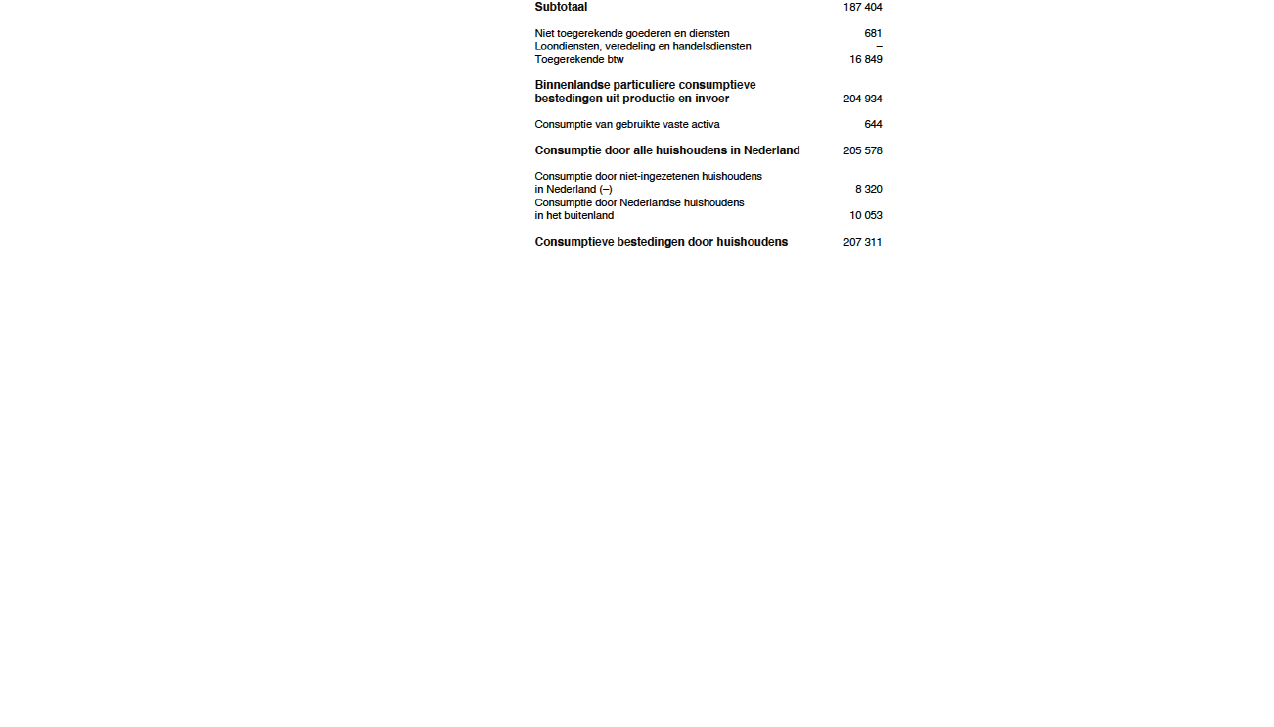 Subtotaal 187 404
Niet toegerekende goederen en diensten 681
Loondiensten, veredeling en handelsdiensten –
Toegerekende btw 16 849
Binnenlandse particuliere consumptieve
bestedingen uit productie en invoer 204 934
Consumptie van gebruikte vaste activa 644
Consumptie door alle huishoudens in Nederland 205 578
Consumptie door niet-ingezetenen huishoudens
in Nederland (–) 8 320
Consumptie door Nederlandse huishoudens
in het buitenland 10 053
Consumptieve bestedingen door huishoudens 207 311